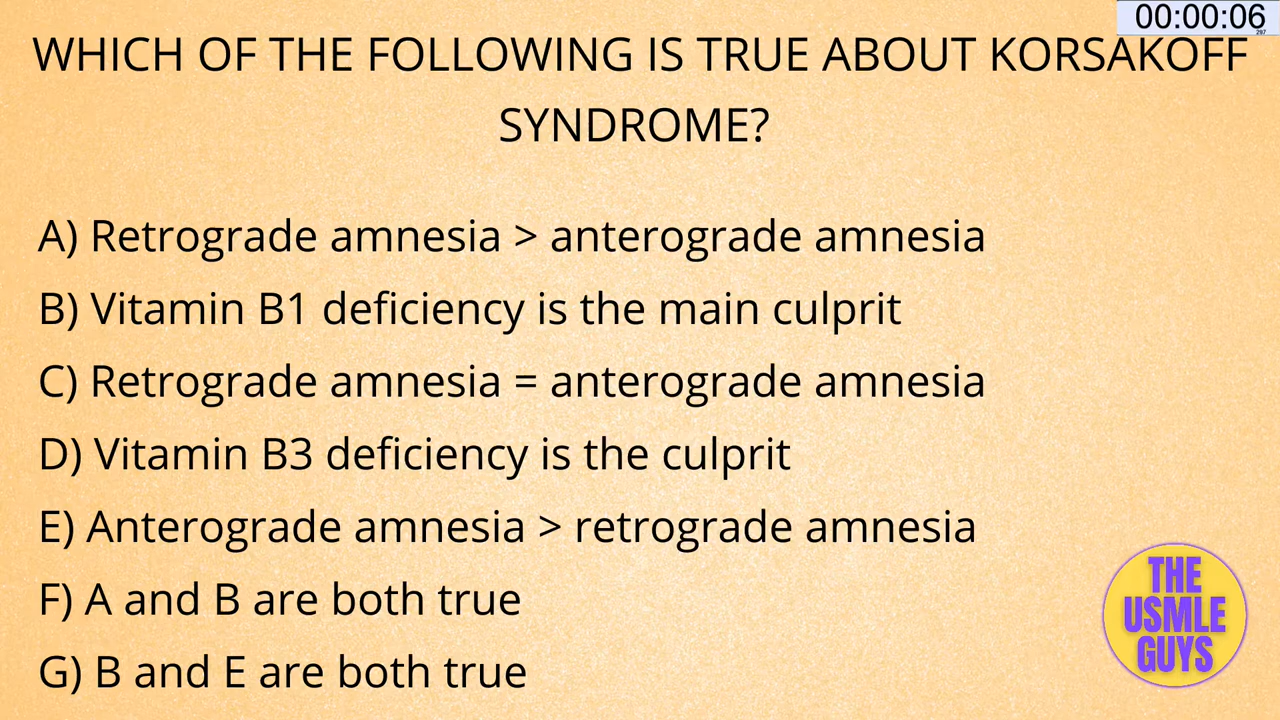 00:00:06
297
WHICH OF THE FOLLOWING IS TRUE ABOUT KORSAKOFF
SYNDROME?
A) Retrograde amnesia > anterograde amnesia
B) Vitamin B1 deficiency is the main culprit
C) Retrograde amnesia = anterograde amnesia
D) Vitamin B3 deficiency is the culprit
E) Anterograde amnesia > retrograde amnesia
F) A and B are both true
G) B and E are both true
THE
USMLE
GUYS